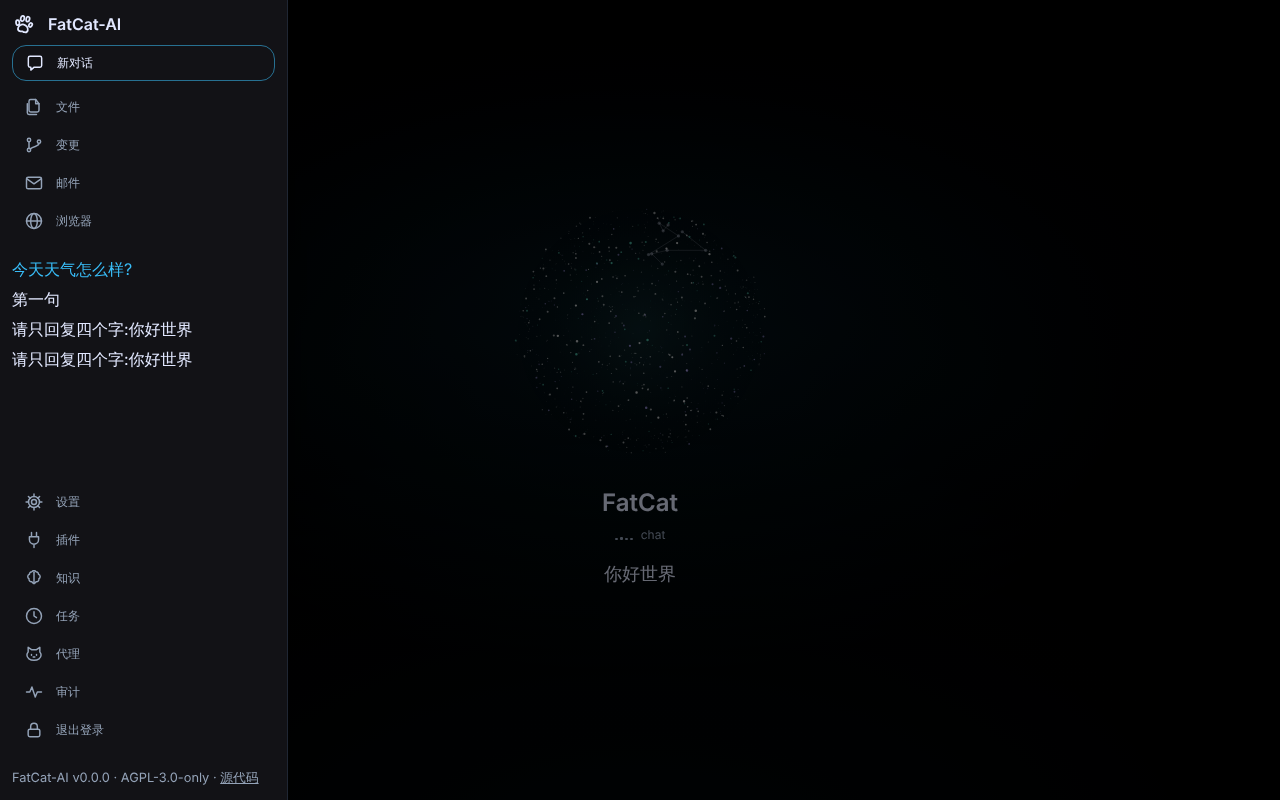 FatCat-AI
新对话
文件
变更
邮件
浏览器
今天天气怎么样?
第一句
请只回复四个字:你好世界
请只回复四个字:你好世界
设置
插件
知识
任务
代理
审计
退出登录
FatCat-AI v0.0.0 · AGPL-3.0-only · 源代码
FatCat
chat
你好世界